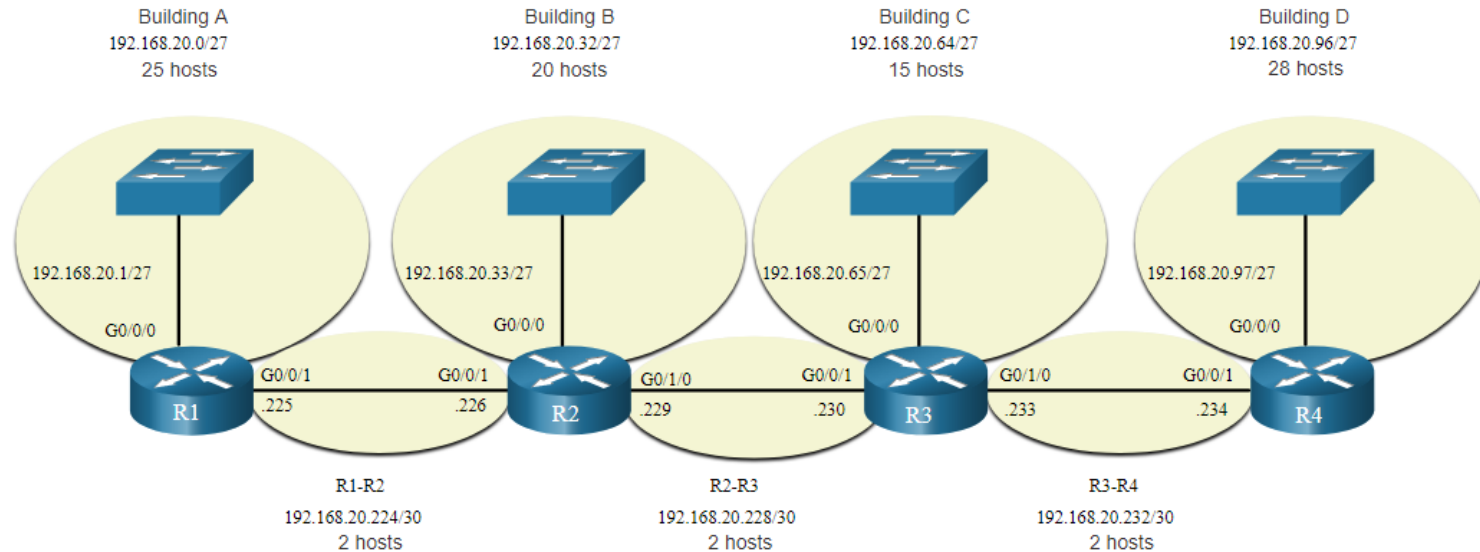 Building A
192.168.20.0/27
25 hosts
Building B
192.168.20.32/27
20 hosts
Building C
192.168.20.64/27
15 hosts
Building D
192.168.20.96/27
28 hosts
192.168.20.1/27
192.168.20.33/27
192.168.20.65/27
192.168.20.97/27
G0/0/0
G0/0/0
G0/0/0
G0/0/0
R1
G0/0/1
.225
G0/0/1
.226
R2
G0/1/0
.229
G0/0/1
.230
R3
G0/1/0
.233
G0/0/1
.234
R4
R1-R2
192.168.20.224/30
2 hosts
R2-R3
192.168.20.228/30
2 hosts
R3-R4
192.168.20.232/30
2 hosts